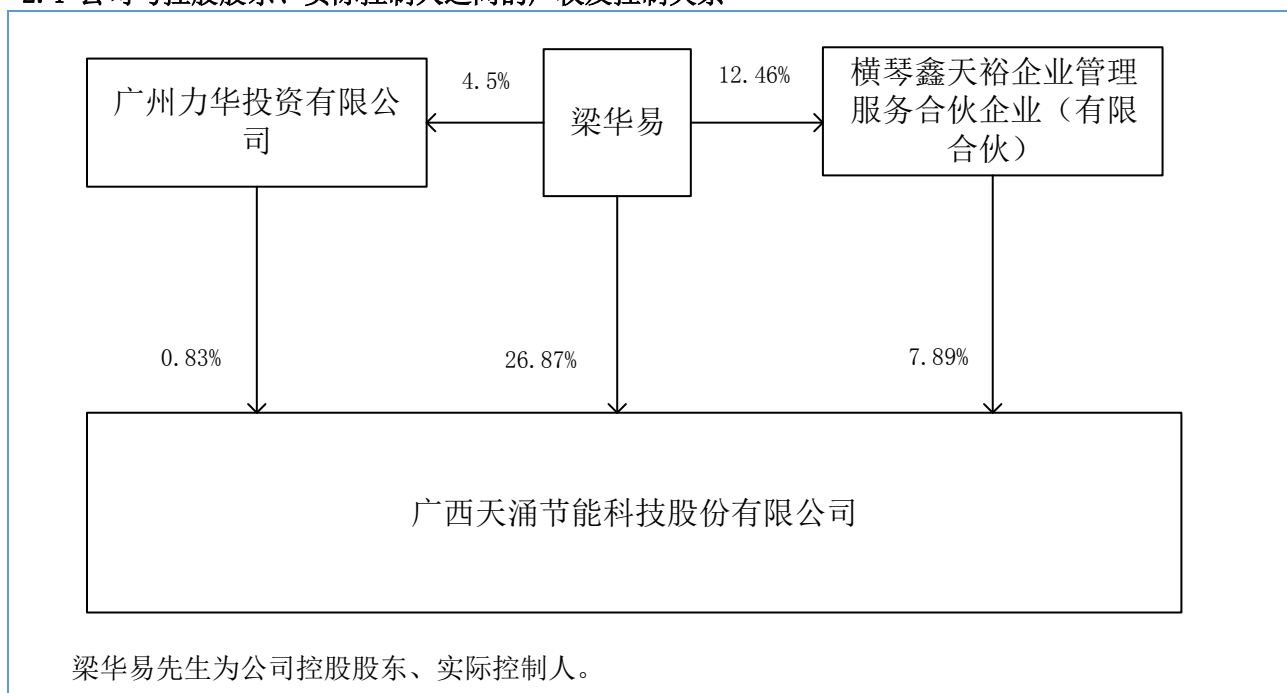 广州力华投资有限公
司
4.5%
梁华易
12.46%
横琴鑫天裕企业管理
服务合伙企业（有限
合伙）
0.83%
26.87%
7.89%
广西天涌节能科技股份有限公司
梁华易先生为公司控股股东、实际控制人。